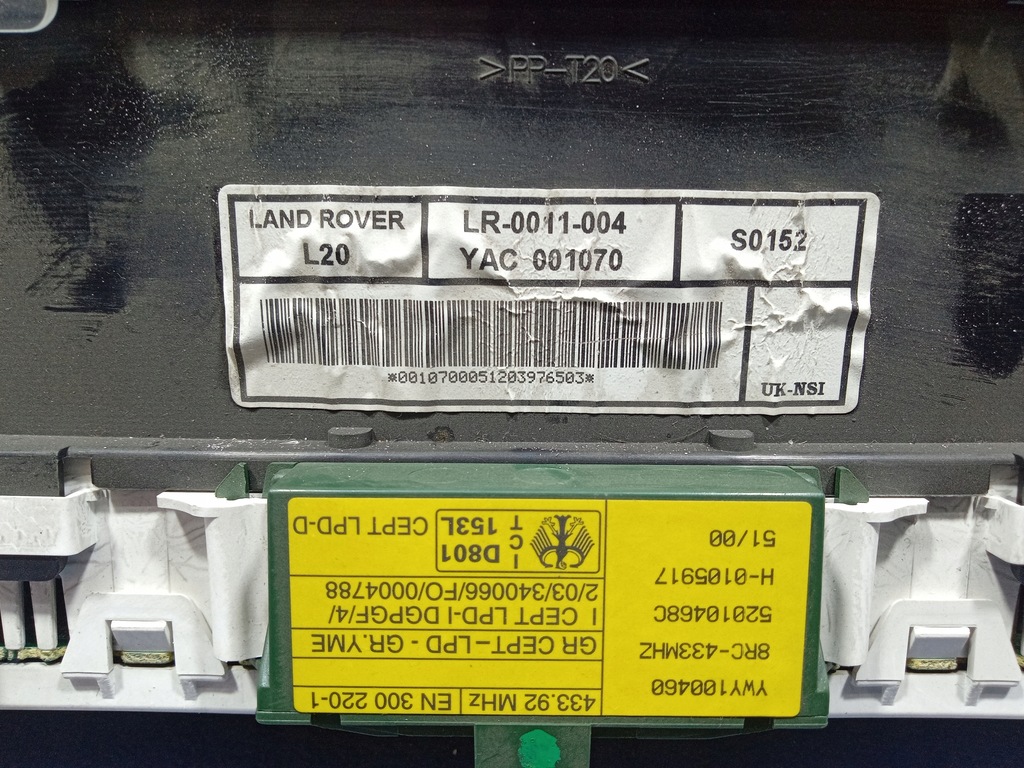 >PP-T20<
LAND ROVER
L20
LR-0011-004
YAC 001070
S0152
*0010700051203976503*
UK-NSI
433.92 MHz
EN 300 220-1
GR CEPT-LPD - GR.YME
I CEPT LPD-I DGPGF/4/
2/03/340066/FO/0004788
D801
I C T 153L
CEPT LPD-D
YWY100460
8RC-433MHZ
52010468C
H-0105917
51/00